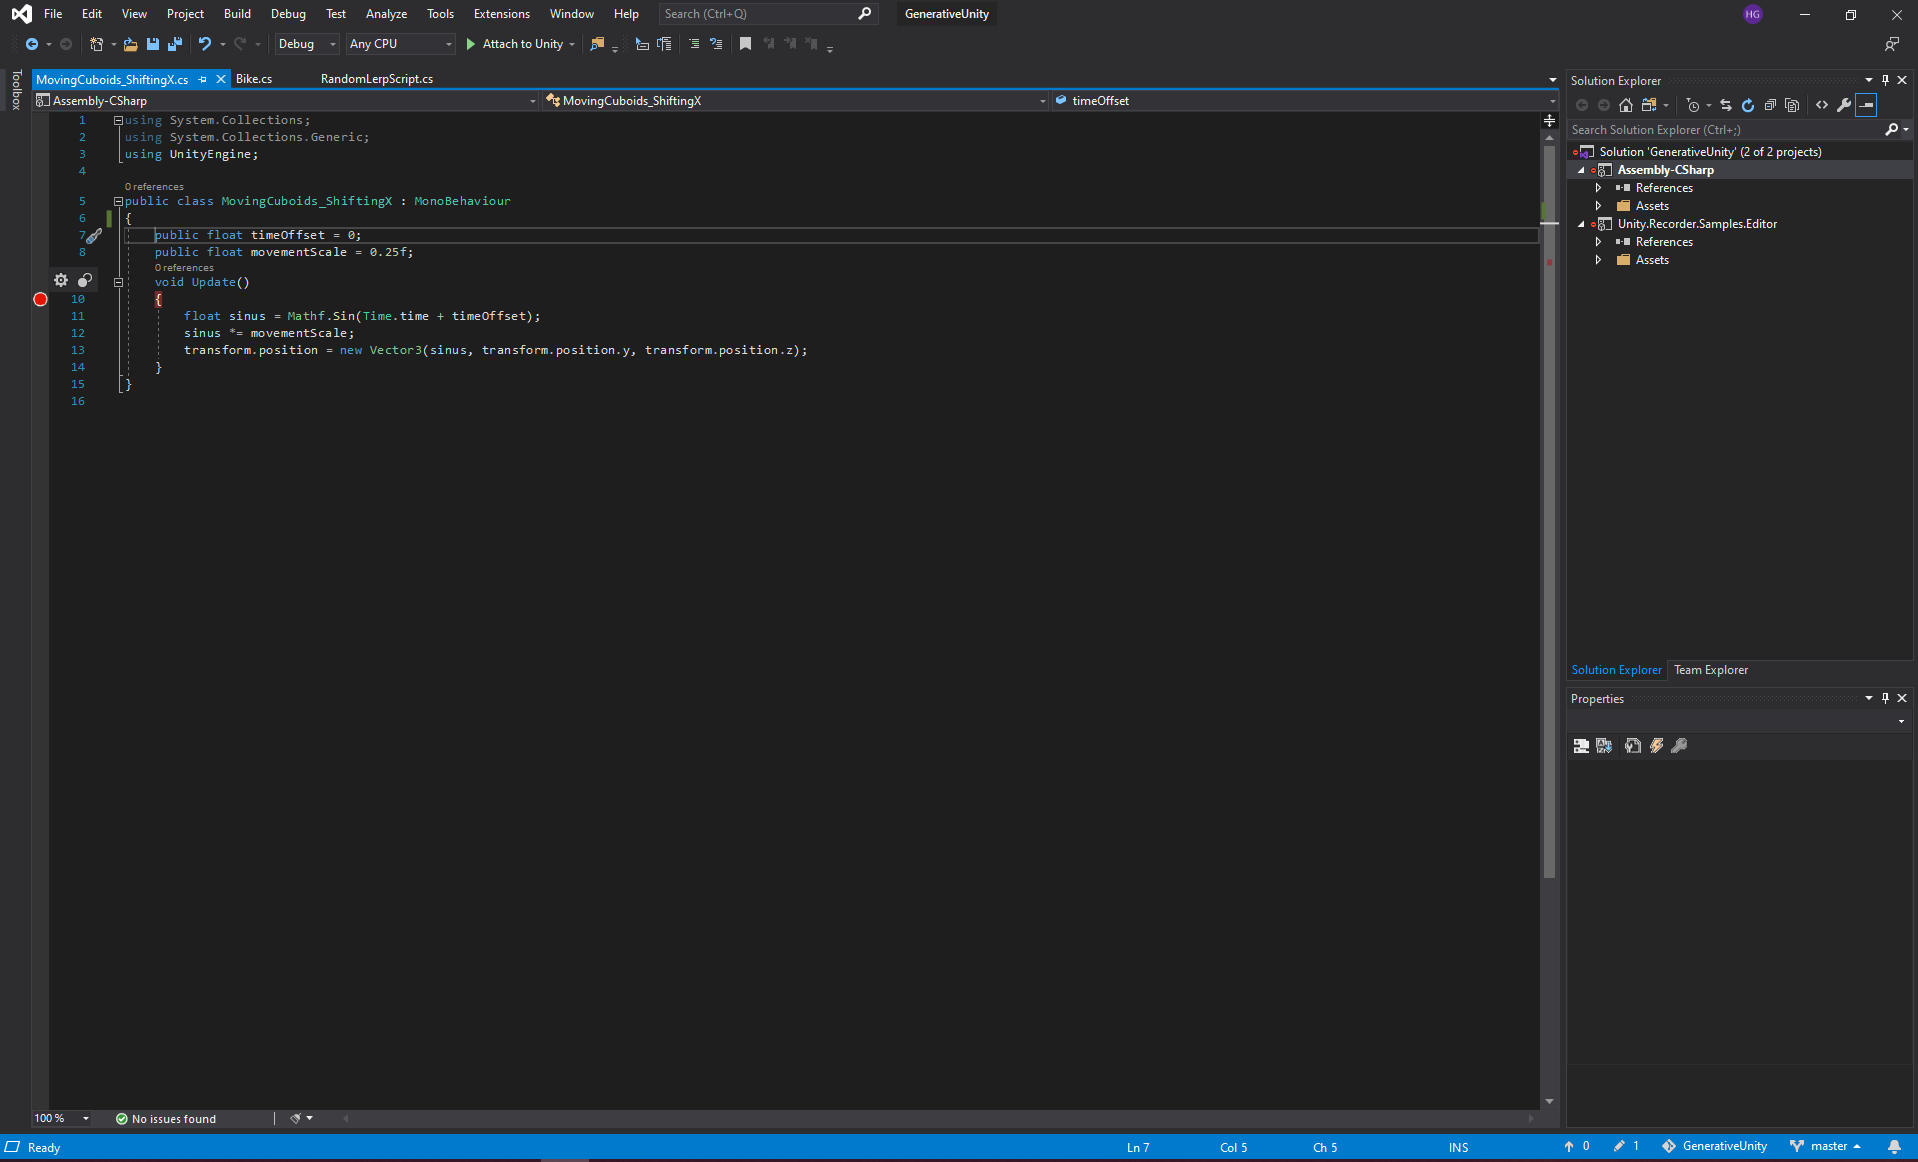 File Edit View Project Build Debug Test Analyze Tools Extensions Window Help Search (Ctrl+Q) GenerativeUnity HG
Debug Any CPU Attach to Unity
Toolbox
MovingCuboids_ShiftingX.cs Bike.cs RandomLerpScript.cs
Assembly-CSharp MovingCuboids_ShiftingX timeOffset
1 using System.Collections;
2 using System.Collections.Generic;
3 using UnityEngine;
4
0 references
5 public class MovingCuboids_ShiftingX : MonoBehaviour
6 {
7 public float timeOffset = 0;
8 public float movementScale = 0.25f;
0 references
void Update()
10 {
11 float sinus = Mathf.Sin(Time.time + timeOffset);
12 sinus *= movementScale;
13 transform.position = new Vector3(sinus, transform.position.y, transform.position.z);
14 }
15 }
16
Solution Explorer
Search Solution Explorer (Ctrl+;)
Solution 'GenerativeUnity' (2 of 2 projects)
Assembly-CSharp
References
Assets
Unity.Recorder.Samples.Editor
References
Assets
Solution Explorer Team Explorer
Properties
100 % No issues found
Ready Ln 7 Col 5 Ch 5 INS 0 1 GenerativeUnity master